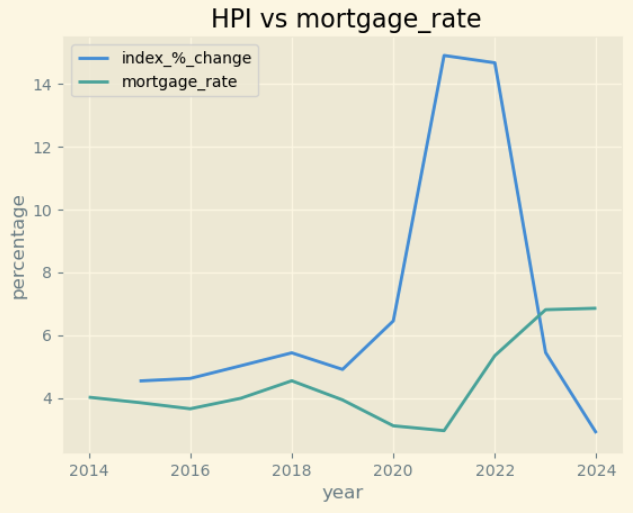 HPI vs mortgage_rate
index_%_change
mortgage_rate
14
12
10
8
6
4
percentage
2014
2016
2018
2020
2022
2024
year